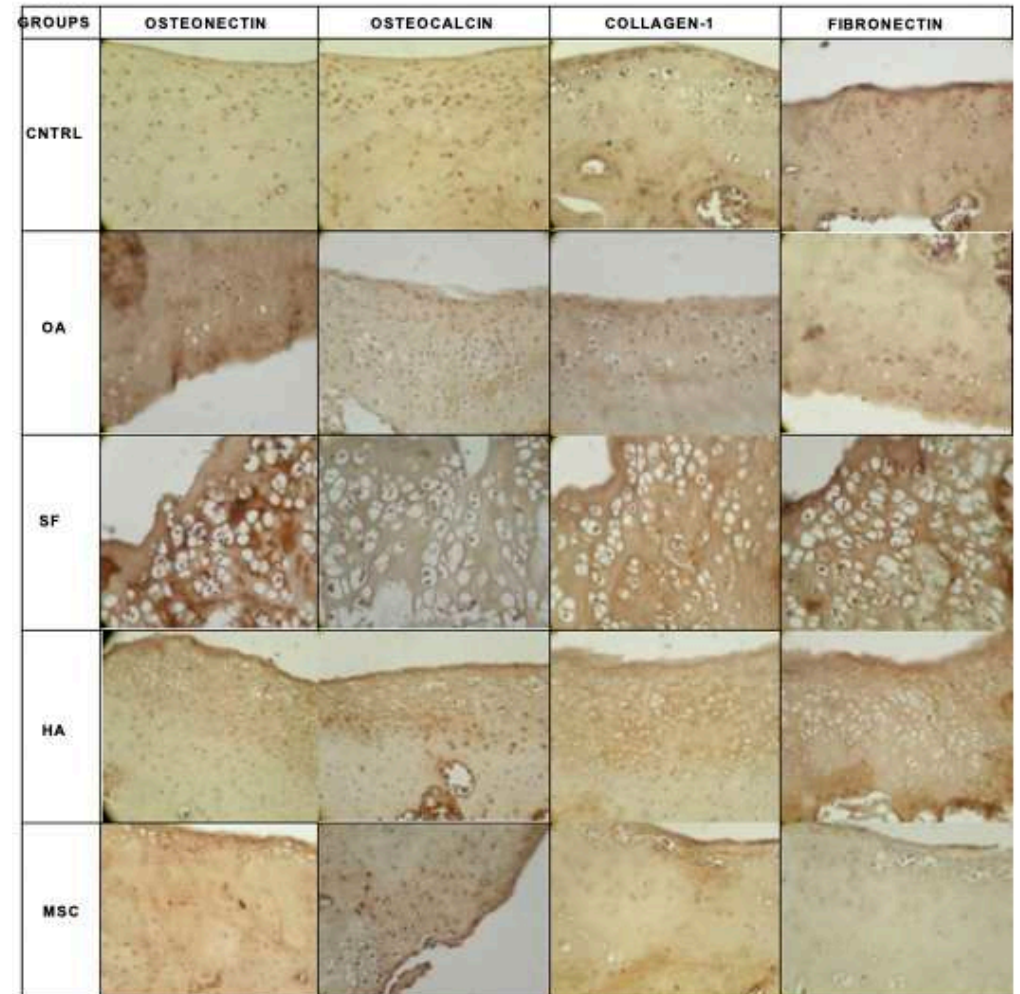 GROUPS OSTEONECTIN OSTEOCALCIN COLLAGEN-1 FIBRONECTIN
CNTRL
OA
SF
HA
MSC